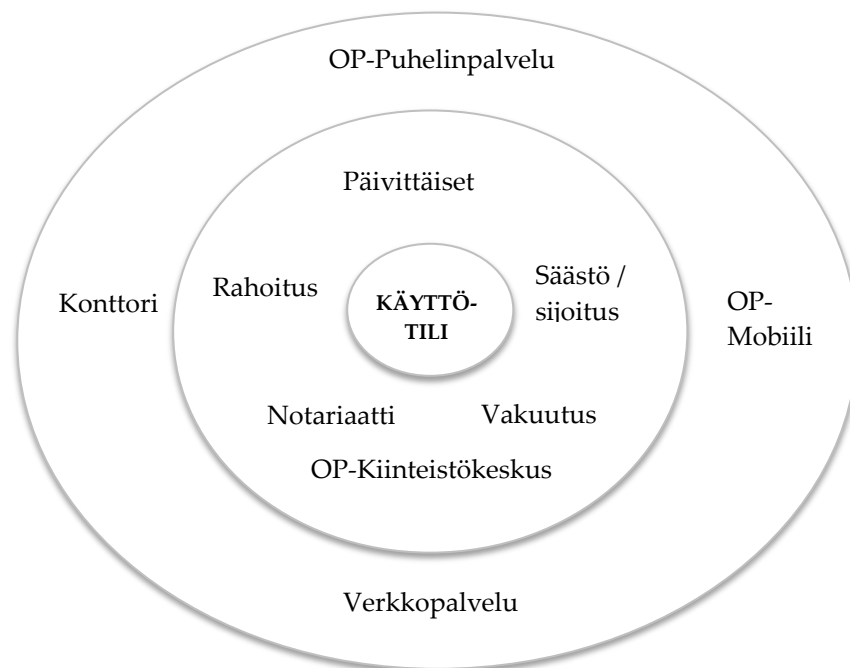 OP-Puhelinpalvelu
Päivittäiset
Rahoitus
Säästö /
sijoitus
Konttori
KÄYTTÖ-
TILI
OP-
Mobiili
Notariaatti
Vakuutus
OP-Kiinteistökeskus
Verkkopalvelu